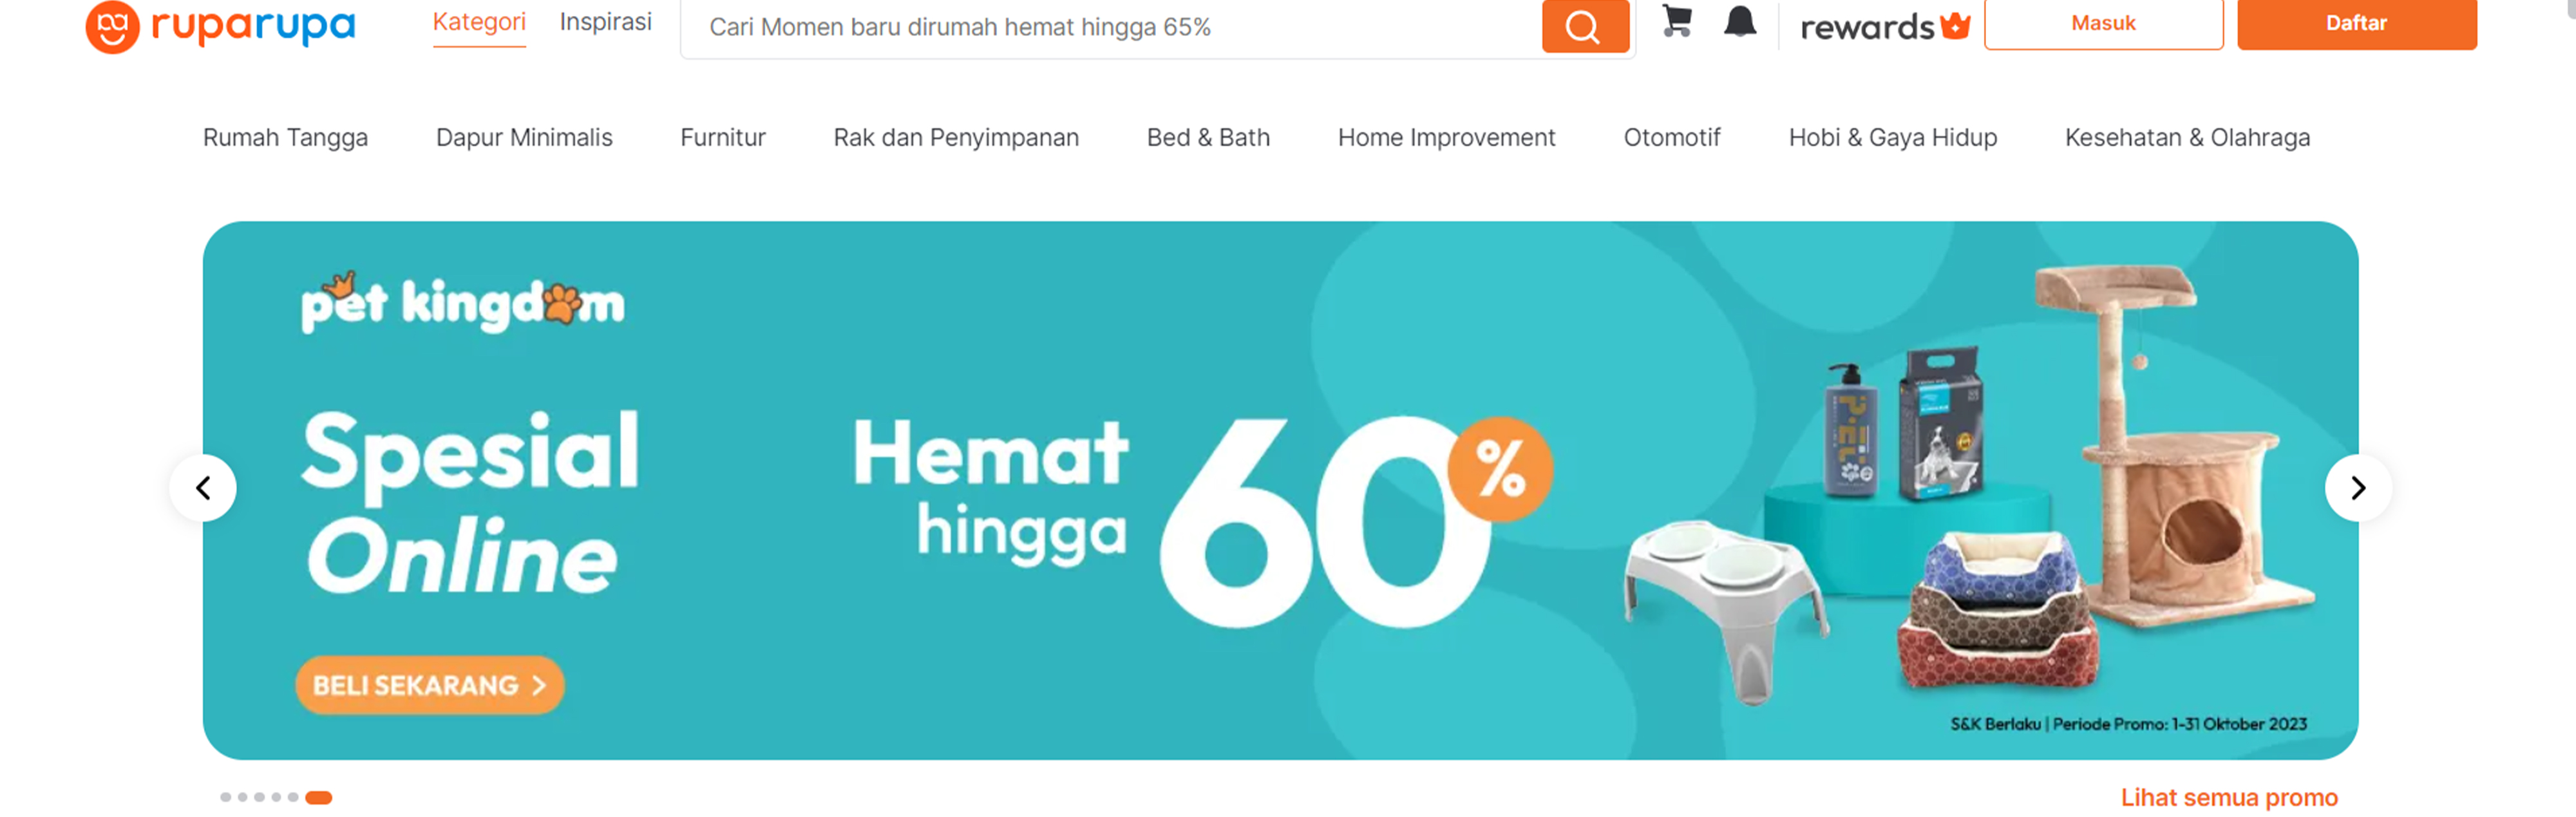 ruparupa
Kategori
Inspirasi
Cari Momen baru dirumah hemat hingga 65%
rewards
Masuk
Daftar
Rumah Tangga
Dapur Minimalis
Furnitur
Rak dan Penyimpanan
Bed & Bath
Home Improvement
Otomotif
Hobi & Gaya Hidup
Kesehatan & Olahraga
pet kingdom
Spesial
Online
Hemat
hingga
60%
BELI SEKARANG >
S&K Berlaku | Periode Promo: 1-31 Oktober 2023
Lihat semua promo